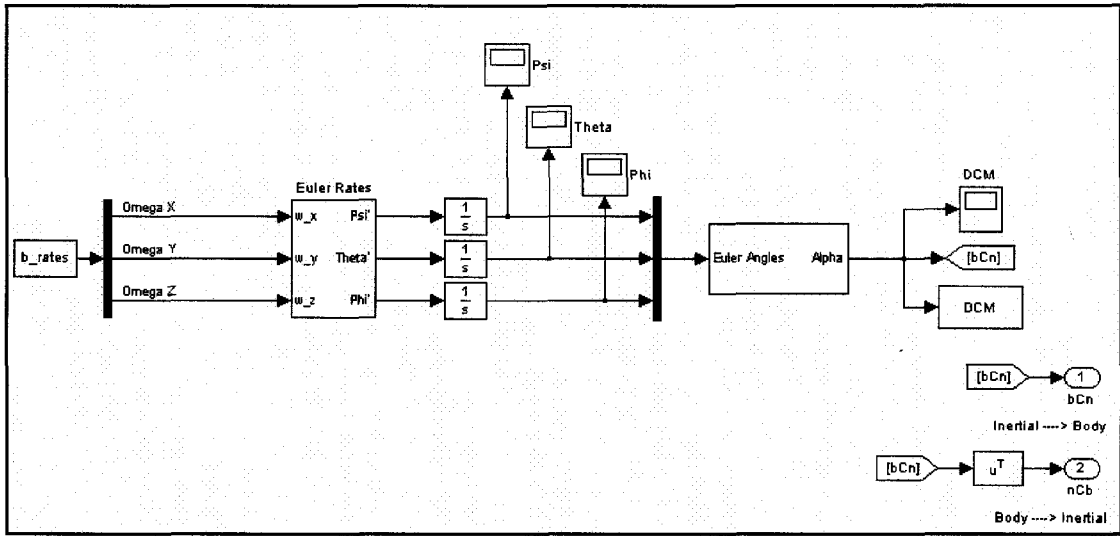 Psi
Theta
Phi
DCM
Euler Rates
Omega X
w_x Psi' 1/s
b_rates
Omega Y
w_y Theta' 1/s
Euler Angles Alpha
[bCn]
Omega Z
w_z Phi' 1/s
DCM
[bCn] 1
bCn
Inertial ----> Body
[bCn] u^T 2
nCb
Body ----> Inertial